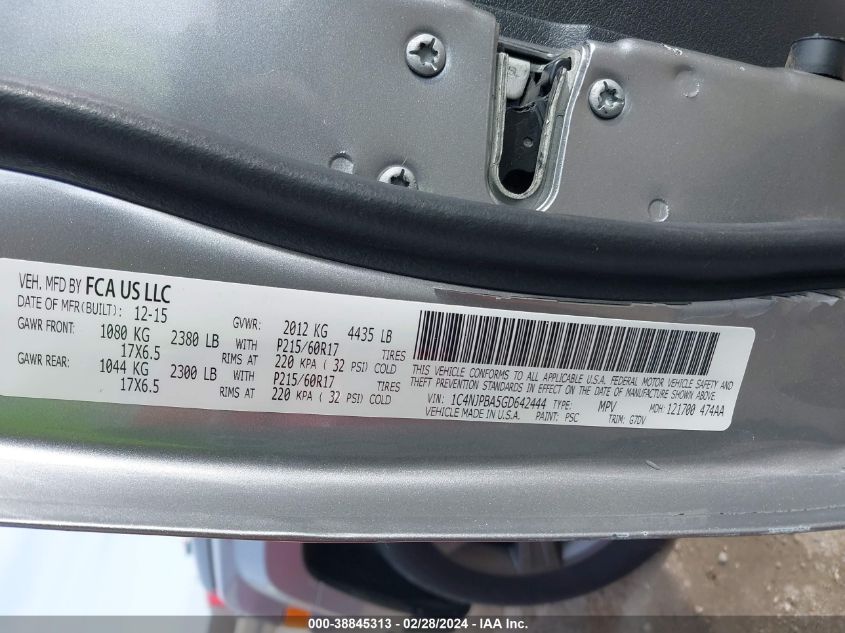 VEH. MFD BY FCA US LLC
DATE OF MFR(BUILT): 12-15 GVWR: 2012 KG 4435 LB
GAWR FRONT: 1080 KG 2380 LB WITH P215/60R17 TIRES
17X6.5 RIMS AT 220 KPA ( 32 PSI) COLD
GAWR REAR: 1044 KG 2300 LB WITH P215/60R17 TIRES
17X6.5 RIMS AT 220 KPA ( 32 PSI) COLD
THIS VEHICLE CONFORMS TO ALL APPLICABLE U.S.A. FEDERAL MOTOR VEHICLE SAFETY AND
THEFT PREVENTION STANDARDS IN EFFECT ON THE DATE OF MANUFACTURE SHOWN ABOVE.
VIN: 1C4NJPBA5GD642444 TYPE: MPV MDH: 121700 474AA
VEHICLE MADE IN U.S.A. PAINT: PSC TRIM: G7DV
000-38845313 - 02/28/2024 - IAA Inc.